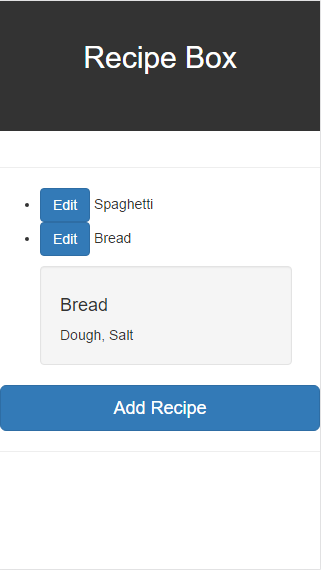 Recipe Box
Edit Spaghetti
Edit Bread
Bread
Dough, Salt
Add Recipe